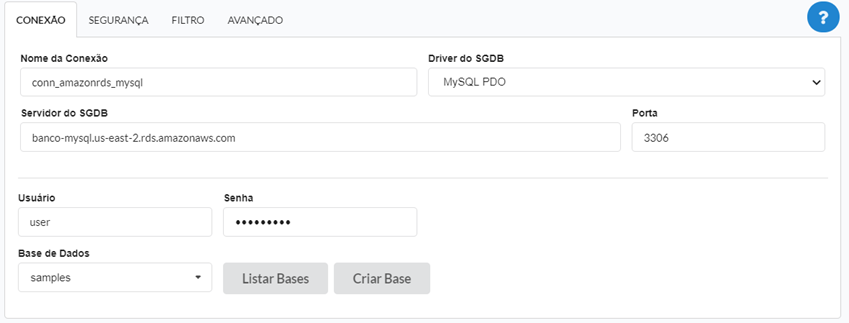 CONEXÃO SEGURANÇA FILTRO AVANÇADO ?
Nome da Conexão Driver do SGDB
conn_amazonrds_mysql MySQL PDO
Servidor do SGDB Porta
banco-mysql.us-east-2.rds.amazonaws.com 3306
Usuário Senha
user •••••••••
Base de Dados
samples Listar Bases Criar Base